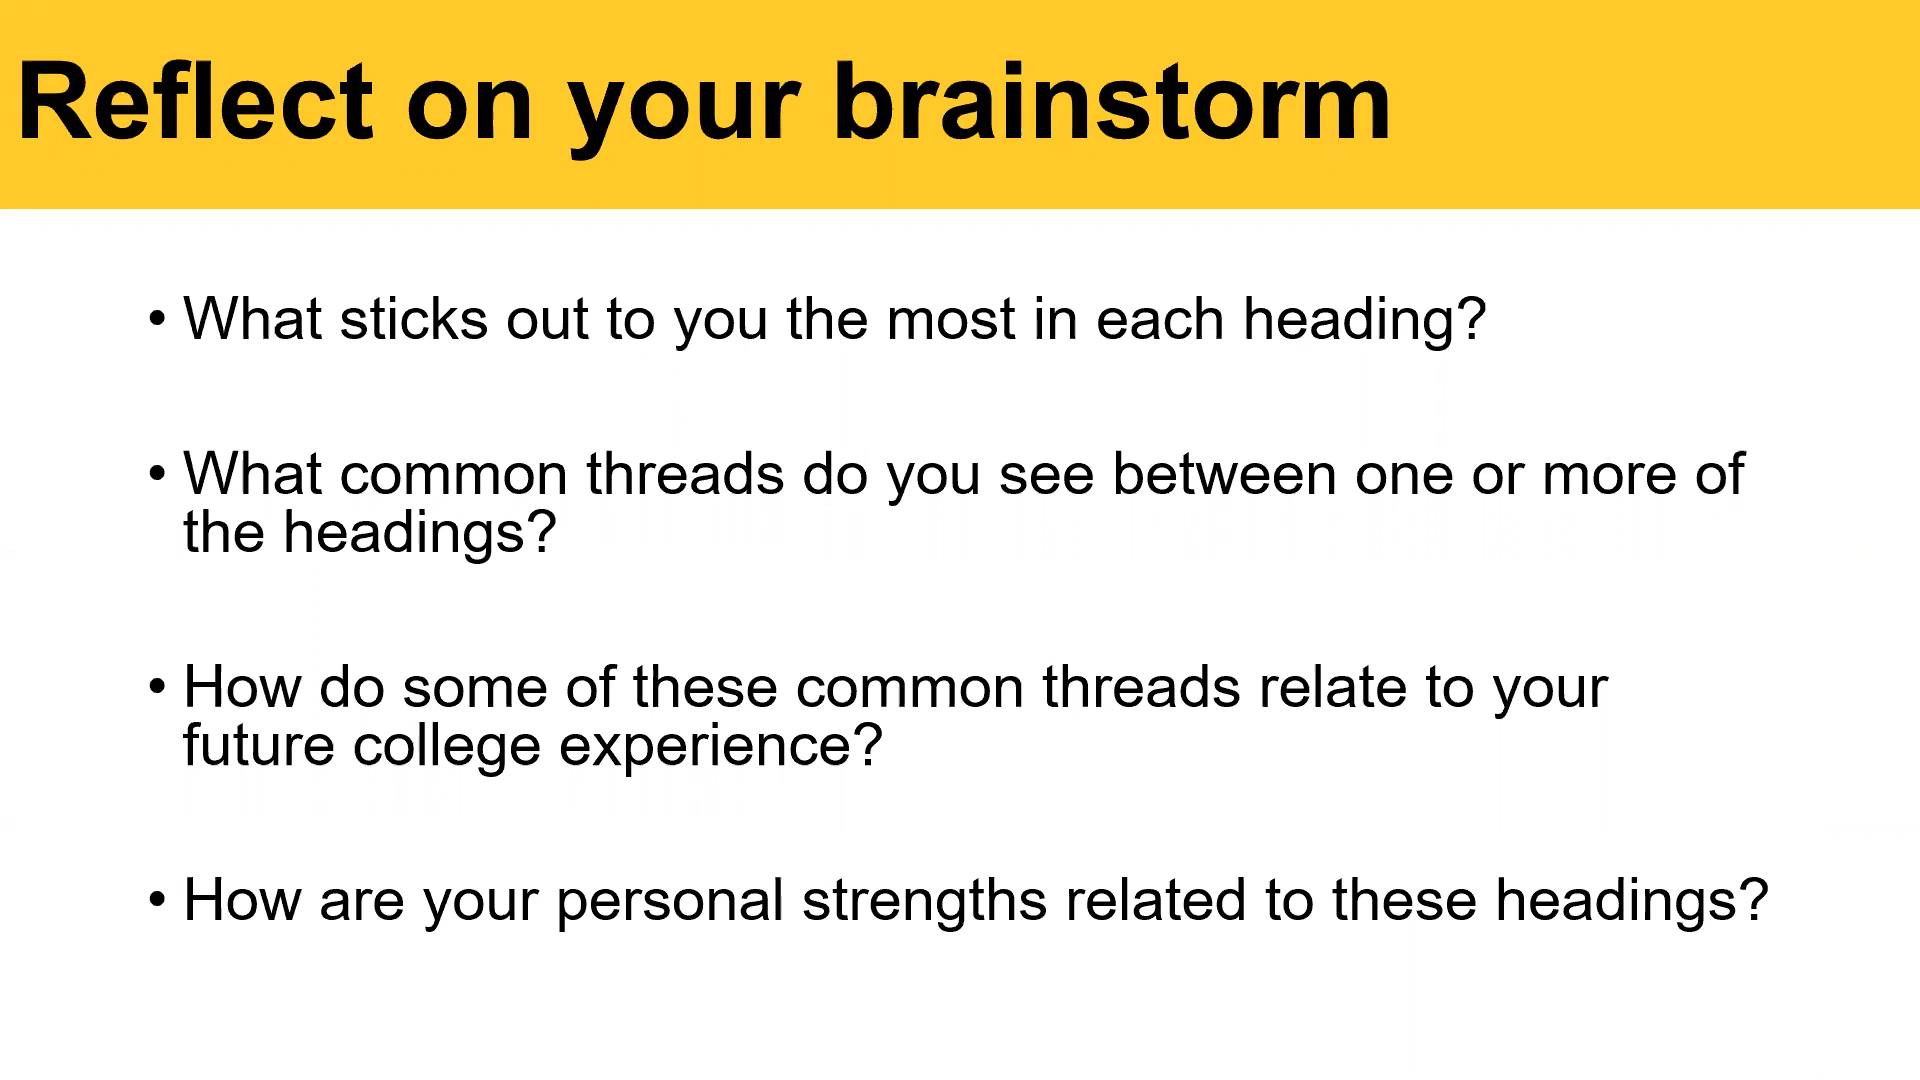 Reflect on your brainstorm
• What sticks out to you the most in each heading?
• What common threads do you see between one or more of
the headings?
• How do some of these common threads relate to your
future college experience?
• How are your personal strengths related to these headings?